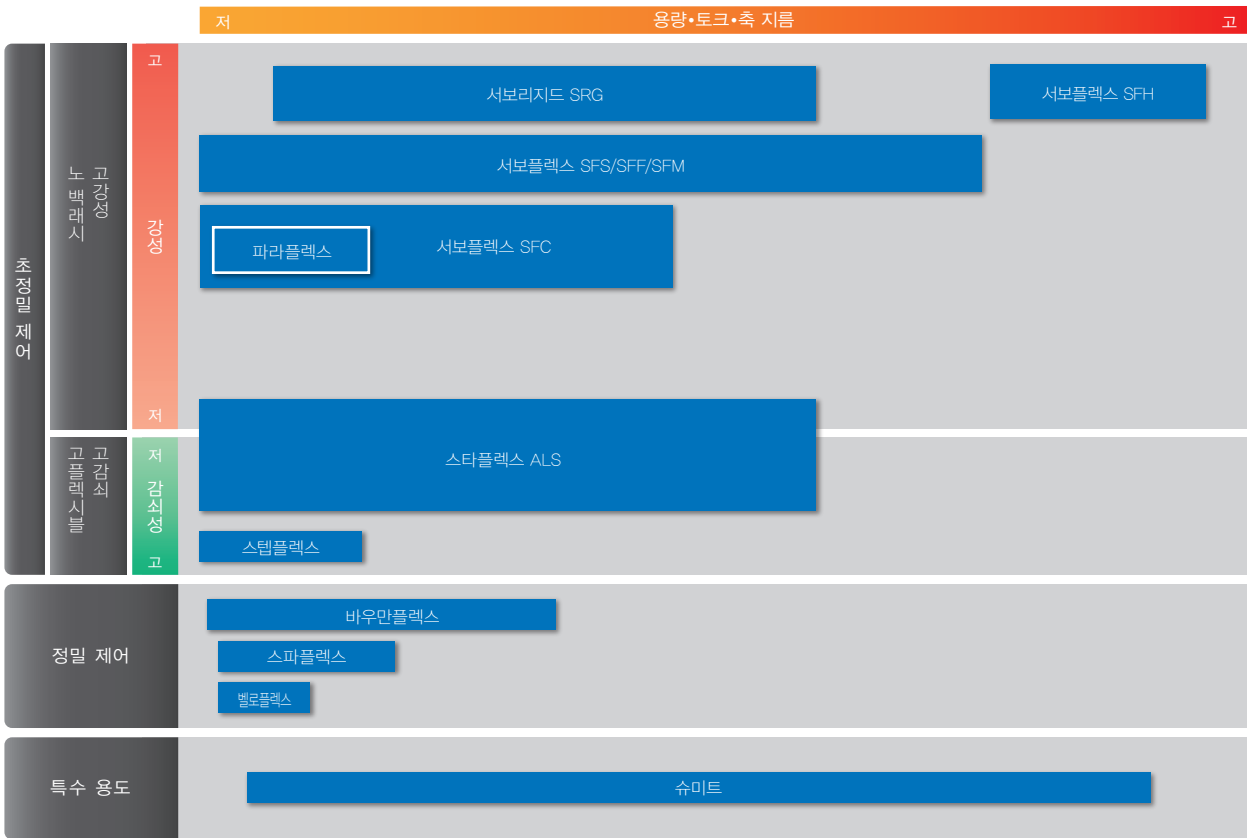 저
용량•토크•축 지름
고
초정밀 제어
노 백래시
고강성
고
강성
저
서보리지드 SRG
서보플렉스 SFH
서보플렉스 SFS/SFF/SFM
파라플렉스
서보플렉스 SFC
고플렉시블
고감쇠
저
감쇠성
고
스타플렉스 ALS
스텝플렉스
정밀 제어
바우만플렉스
스파플렉스
벨로플렉스
특수 용도
슈미트